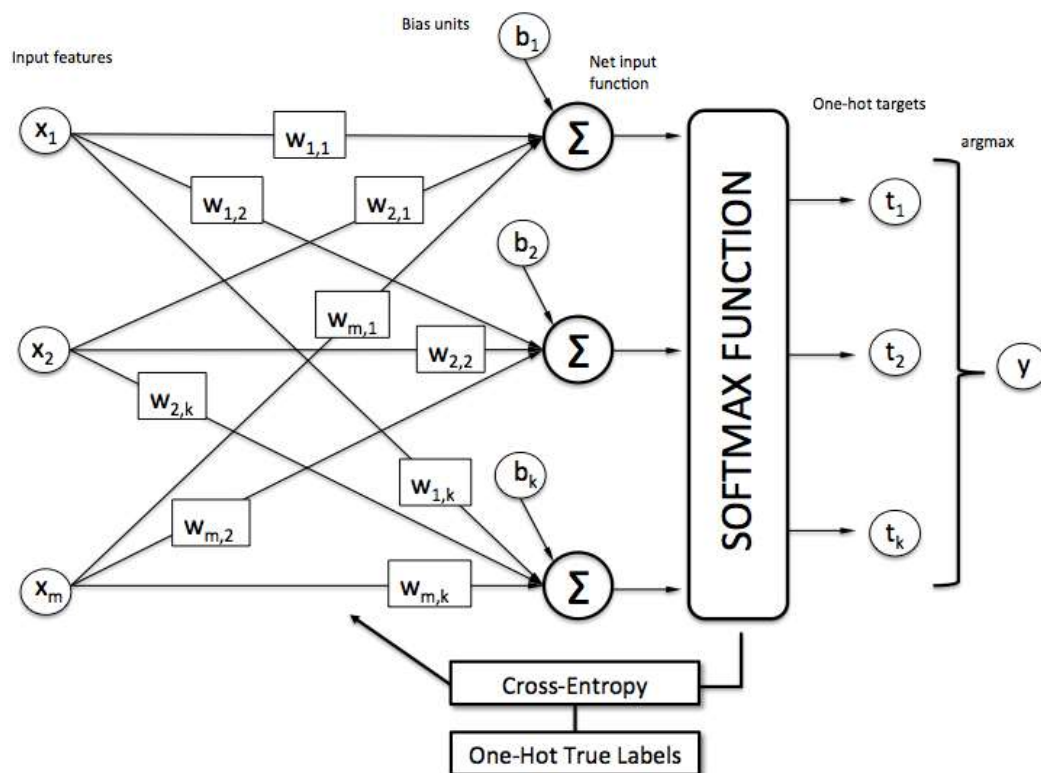 Bias units
b1
Input features
Net input
function
One-hot targets
argmax
x1
w1,1
Σ
w1,2
w2,1
t1
b2
wm,1
x2
w2,2
Σ
SOFTMAX FUNCTION
t2
y
w2,k
bk
w1,k
wm,2
tk
xm
wm,k
Σ
Cross-Entropy
One-Hot True Labels